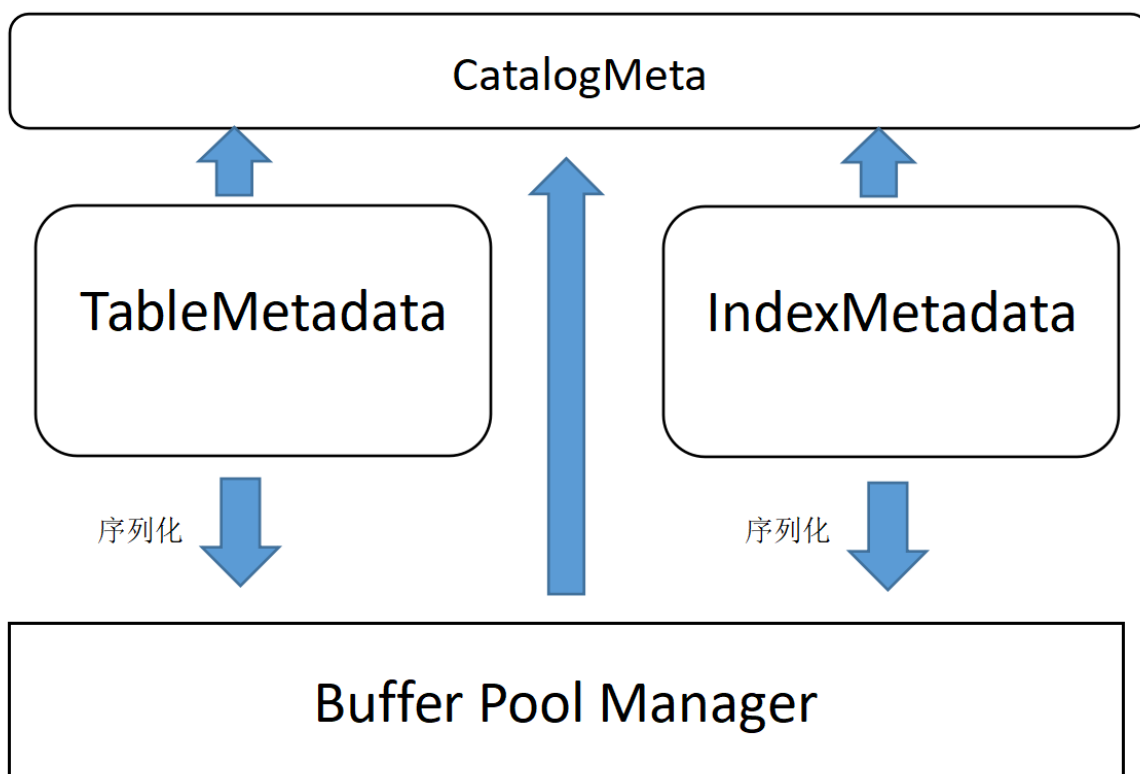 CatalogMeta
TableMetadata
IndexMetadata
序列化
序列化
Buffer Pool Manager